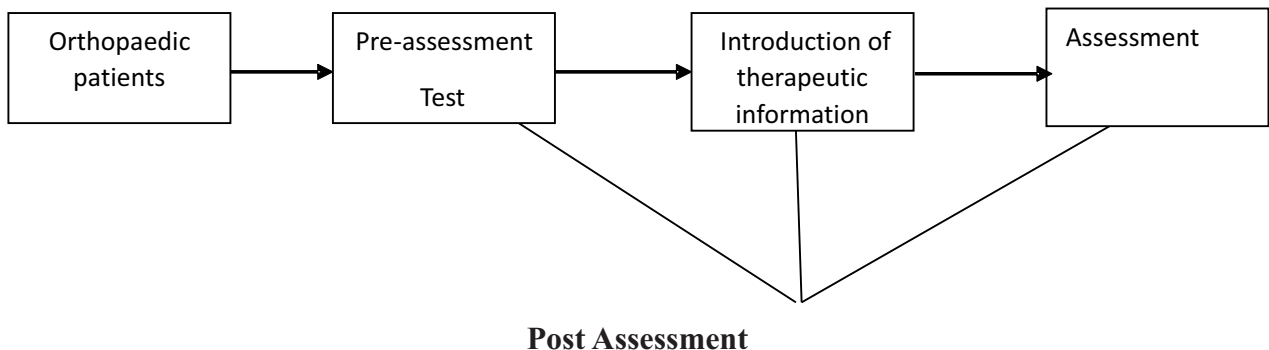 Orthopaedic
patients
Pre-assessment
Test
Introduction of
therapeutic
information
Assessment
Post Assessment